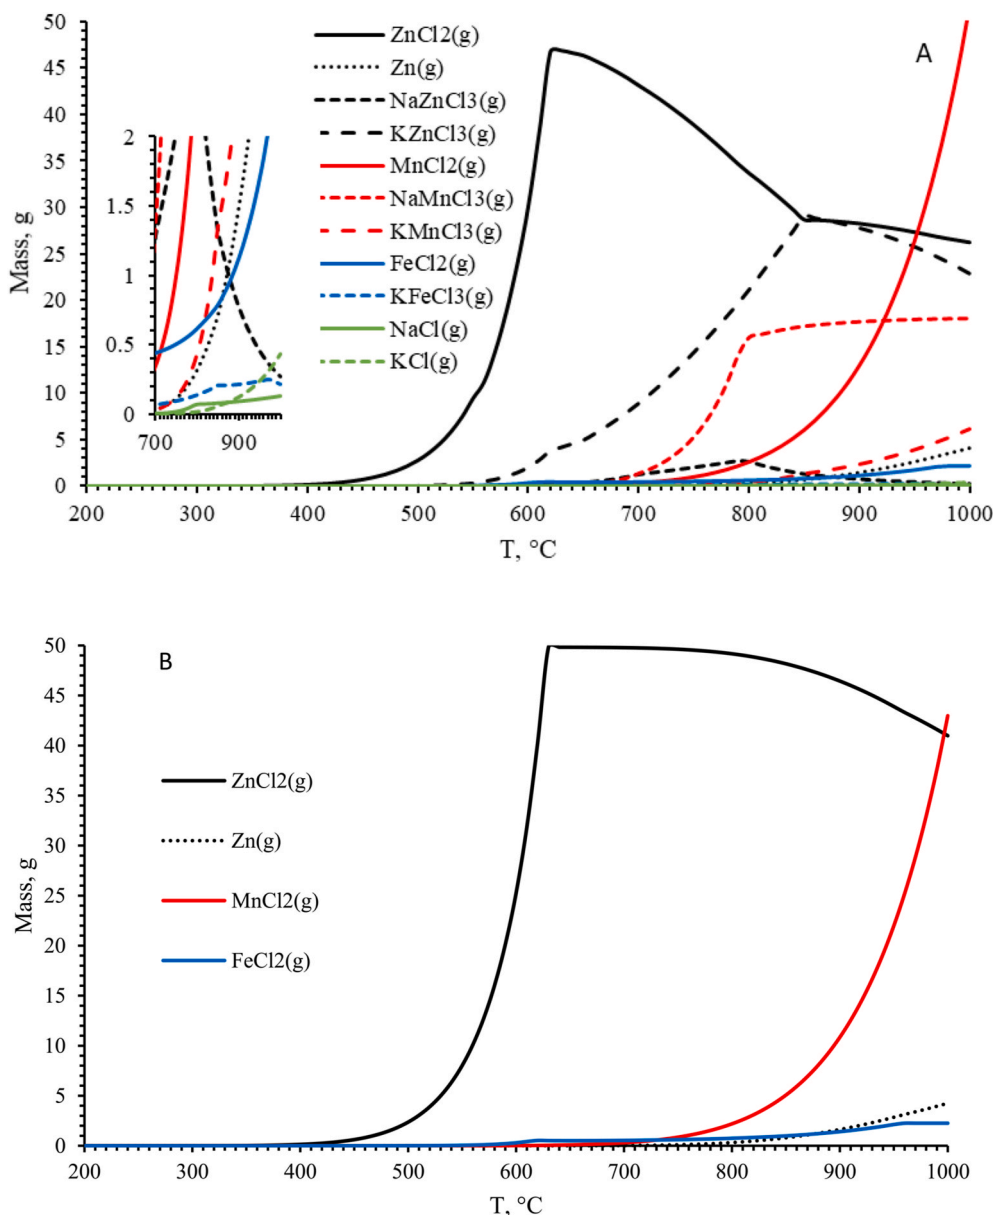 A
Mass, g
50
45
40
35
30
25
20
15
10
5
0
ZnCl2(g)
Zn(g)
NaZnCl3(g)
KZnCl3(g)
MnCl2(g)
NaMnCl3(g)
KMnCl3(g)
FeCl2(g)
KFeCl3(g)
NaCl(g)
KCl(g)
2
1.5
1
0.5
0
700 900
200 300 400 500 600 700 800 900 1000
T, °C
B
Mass, g
50
45
40
35
30
25
20
15
10
5
0
ZnCl2(g)
Zn(g)
MnCl2(g)
FeCl2(g)
200 300 400 500 600 700 800 900 1000
T, °C